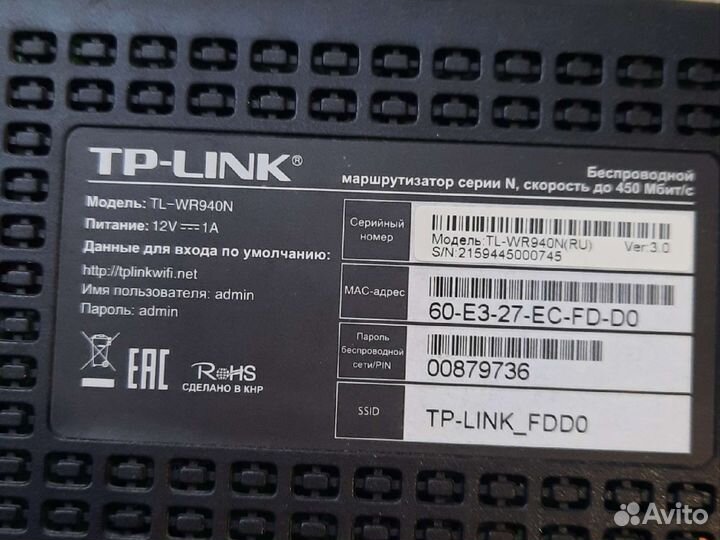 TP-LINK®
Беспроводной
маршрутизатор серии N, скорость до 450 Мбит/с
Модель: TL-WR940N
Питание: 12V⎓1A
Данные для входа по умолчанию:
http://tplinkwifi.net
Имя пользователя: admin
Пароль: admin
EAC
RoHS
СДЕЛАНО В КНР
Серийный
номер
Модель:TL-WR940N(RU) Ver:3.0
S/N:2159445000745
MAC-адрес
60-E3-27-EC-FD-D0
Пароль
беспроводной
сети/PIN
00879736
SSID
TP-LINK_FDD0
Avito